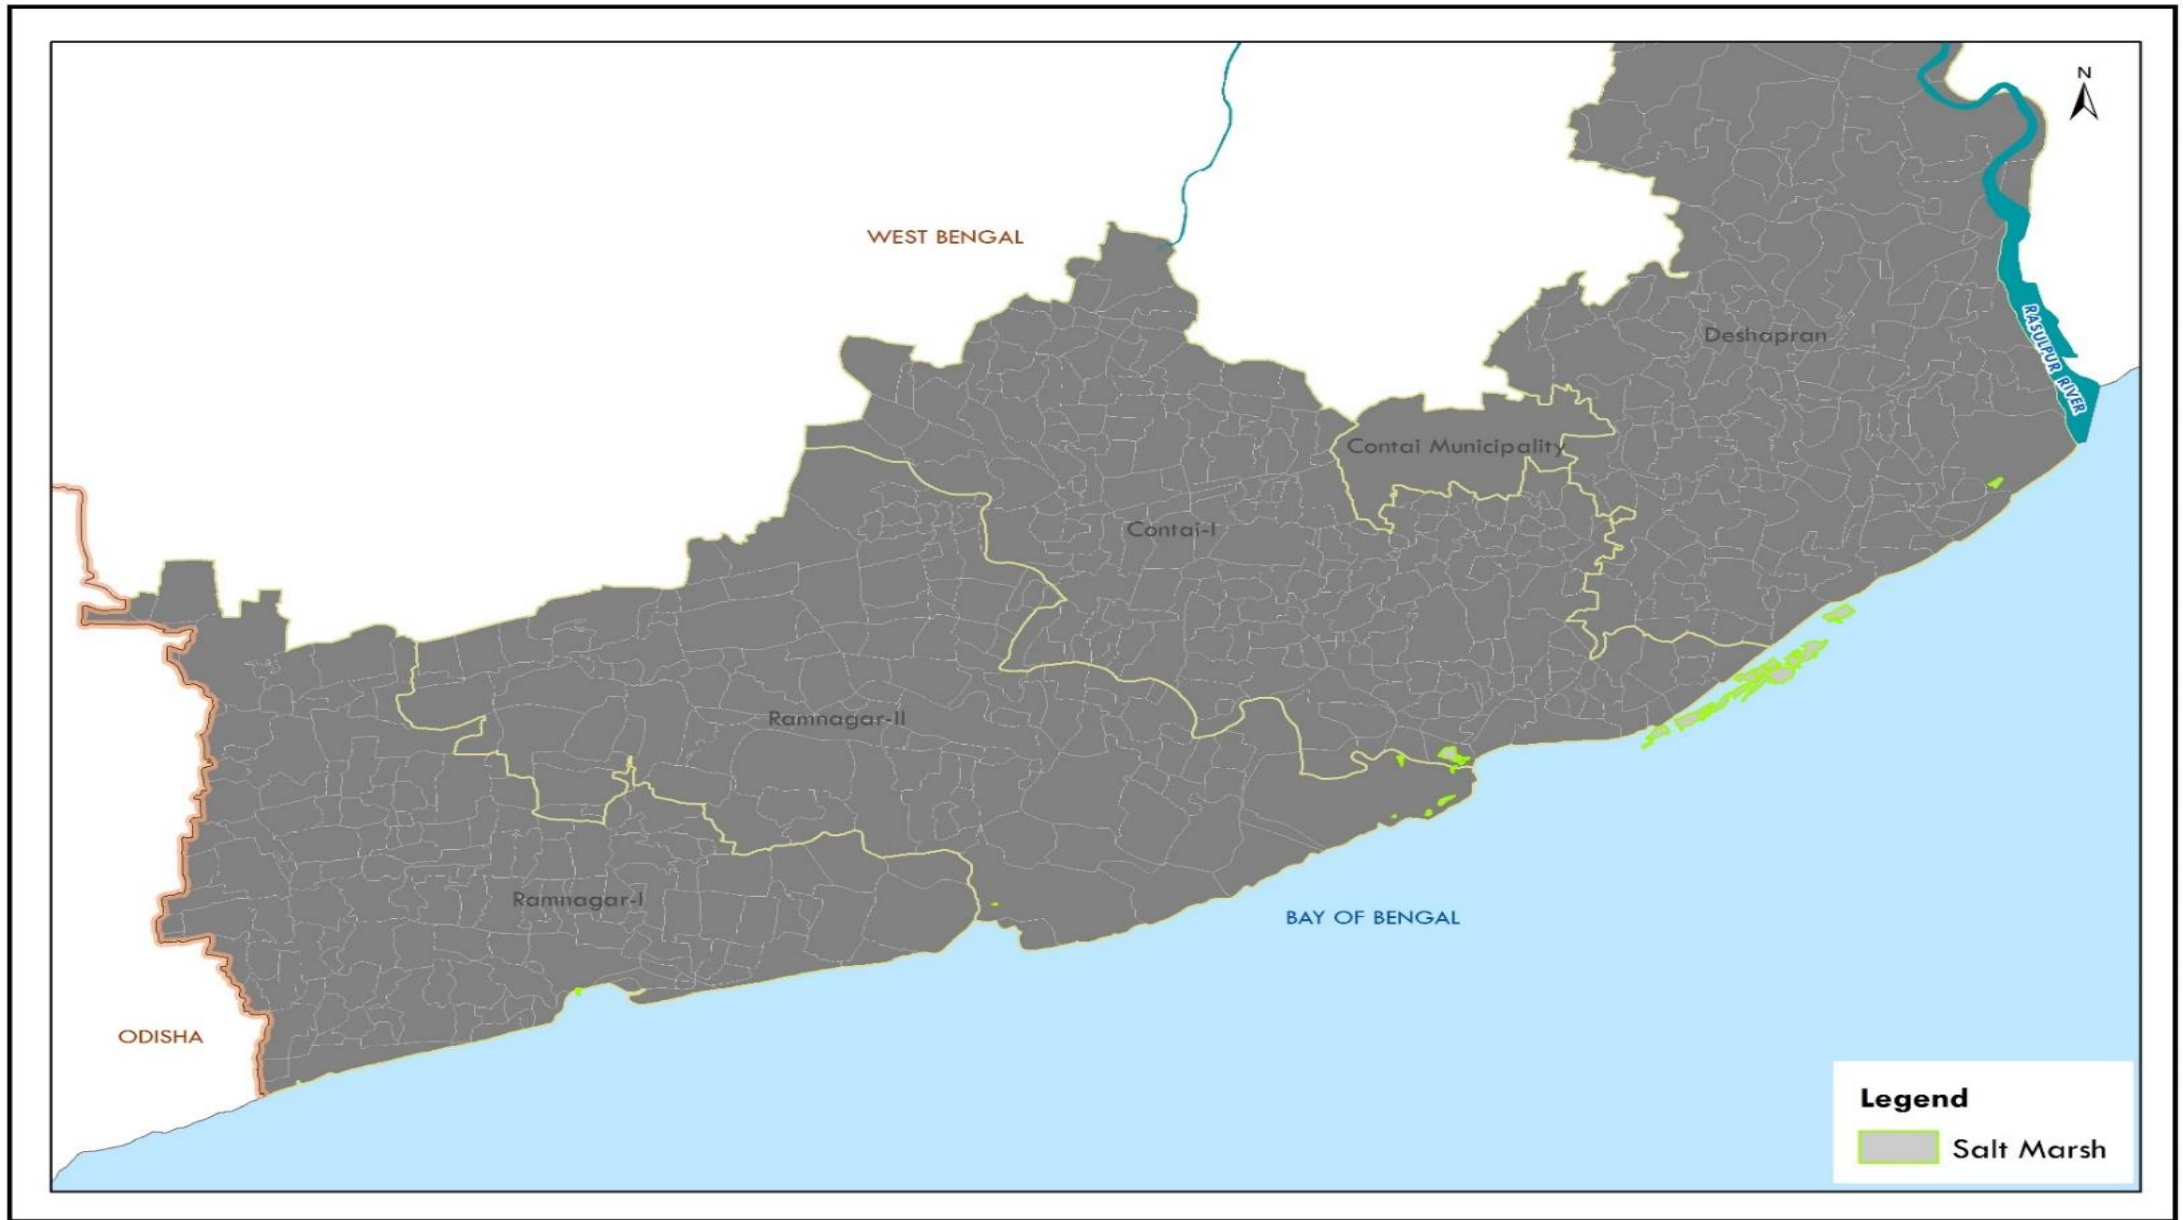 N
WEST BENGAL
RASULPUR RIVER
Deshapran
Contai Municipality
Contai-I
Ramnagar-II
Ramnagar-I
BAY OF BENGAL
ODISHA
Legend
Salt Marsh